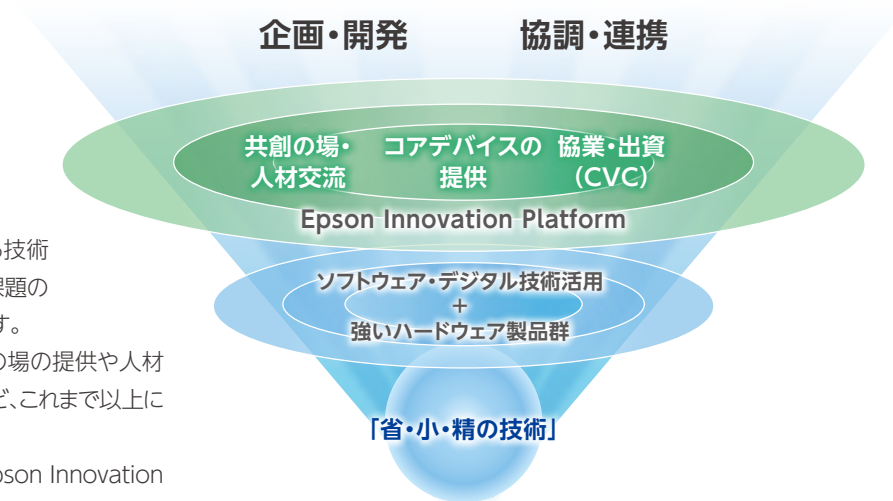 企画・開発 協調・連携
共創の場・ コアデバイスの 協業・出資
人材交流 提供 (CVC)
Epson Innovation Platform
ソフトウェア・デジタル技術活用
+
強いハードウェア製品群
「省・小・精の技術」
技術
課題の
す。
の場の提供や人材
ど、これまで以上に
pson Innovation